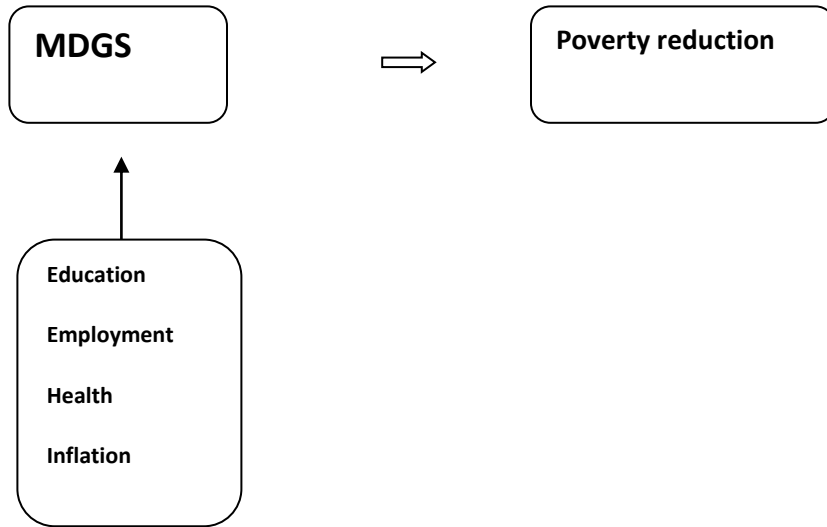 MDGS
Poverty reduction
Education
Employment
Health
Inflation